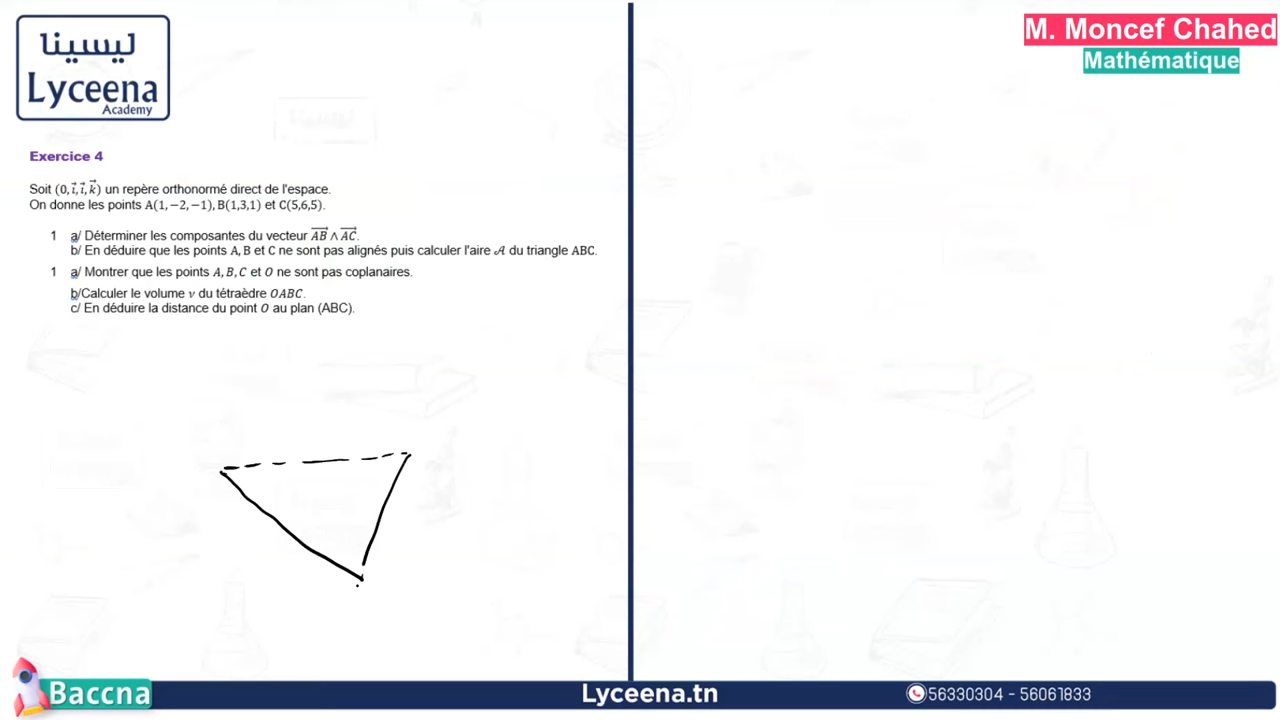 ليسينا
Lyceena
Academy
M. Moncef Chahed
Mathématique
Exercice 4
Soit (0, i⃗, i⃗, k⃗) un repère orthonormé direct de l'espace.
On donne les points A(1,−2,−1), B(1,3,1) et C(5,6,5).
1 a/ Déterminer les composantes du vecteur A͞B⃗ ∧ A͞C⃗.
b/ En déduire que les points A, B et C ne sont pas alignés puis calculer l'aire 𝒜 du triangle ABC.
1 a/ Montrer que les points A, B, C et O ne sont pas coplanaires.
b/Calculer le volume v du tétraèdre OABC.
c/ En déduire la distance du point O au plan (ABC).
Baccna
Lyceena.tn
56330304 - 56061833